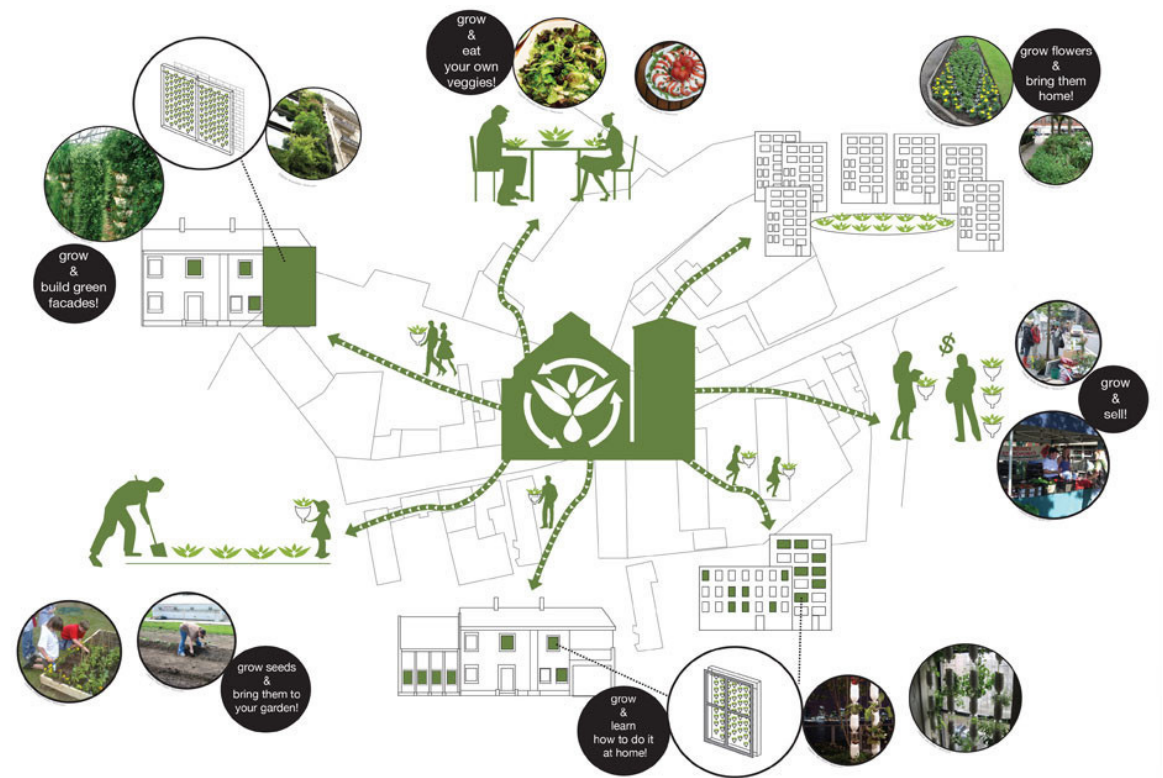 grow
&
eat
your own
veggies!
grow flowers
&
bring them
home!
grow
&
build green
facades!
$
grow
&
sell!
grow seeds
&
bring them to
your garden!
grow
&
learn
how to do it
at home!